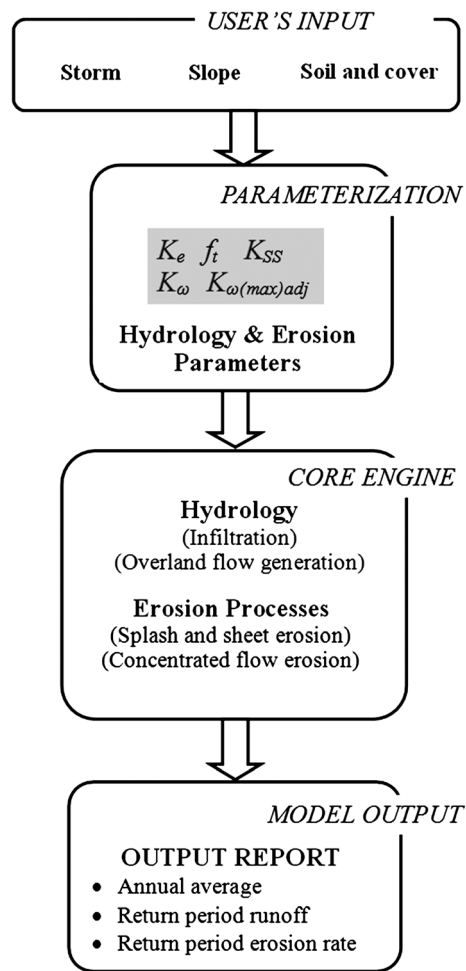 USER'S INPUT
Storm Slope Soil and cover
PARAMETERIZATION
Ke ft KSS
Kω Kω(max)adj
Hydrology & Erosion
Parameters
CORE ENGINE
Hydrology
(Infiltration)
(Overland flow generation)
Erosion Processes
(Splash and sheet erosion)
(Concentrated flow erosion)
MODEL OUTPUT
OUTPUT REPORT
• Annual average
• Return period runoff
• Return period erosion rate